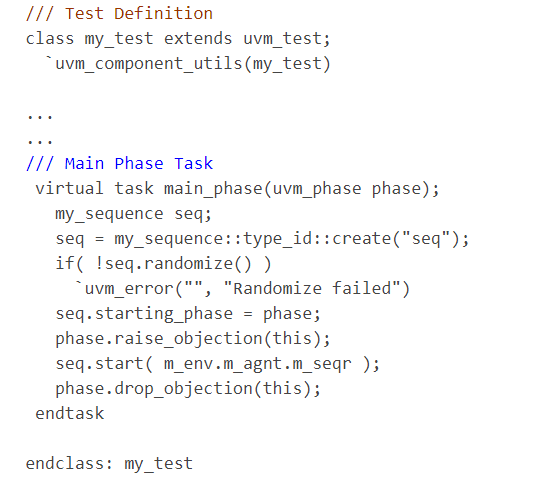 /// Test Definition
class my_test extends uvm_test;
`uvm_component_utils(my_test)
...
...
/// Main Phase Task
virtual task main_phase(uvm_phase phase);
my_sequence seq;
seq = my_sequence::type_id::create("seq");
if( !seq.randomize() )
`uvm_error("", "Randomize failed")
seq.starting_phase = phase;
phase.raise_objection(this);
seq.start( m_env.m_agnt.m_seqr );
phase.drop_objection(this);
endtask
endclass: my_test